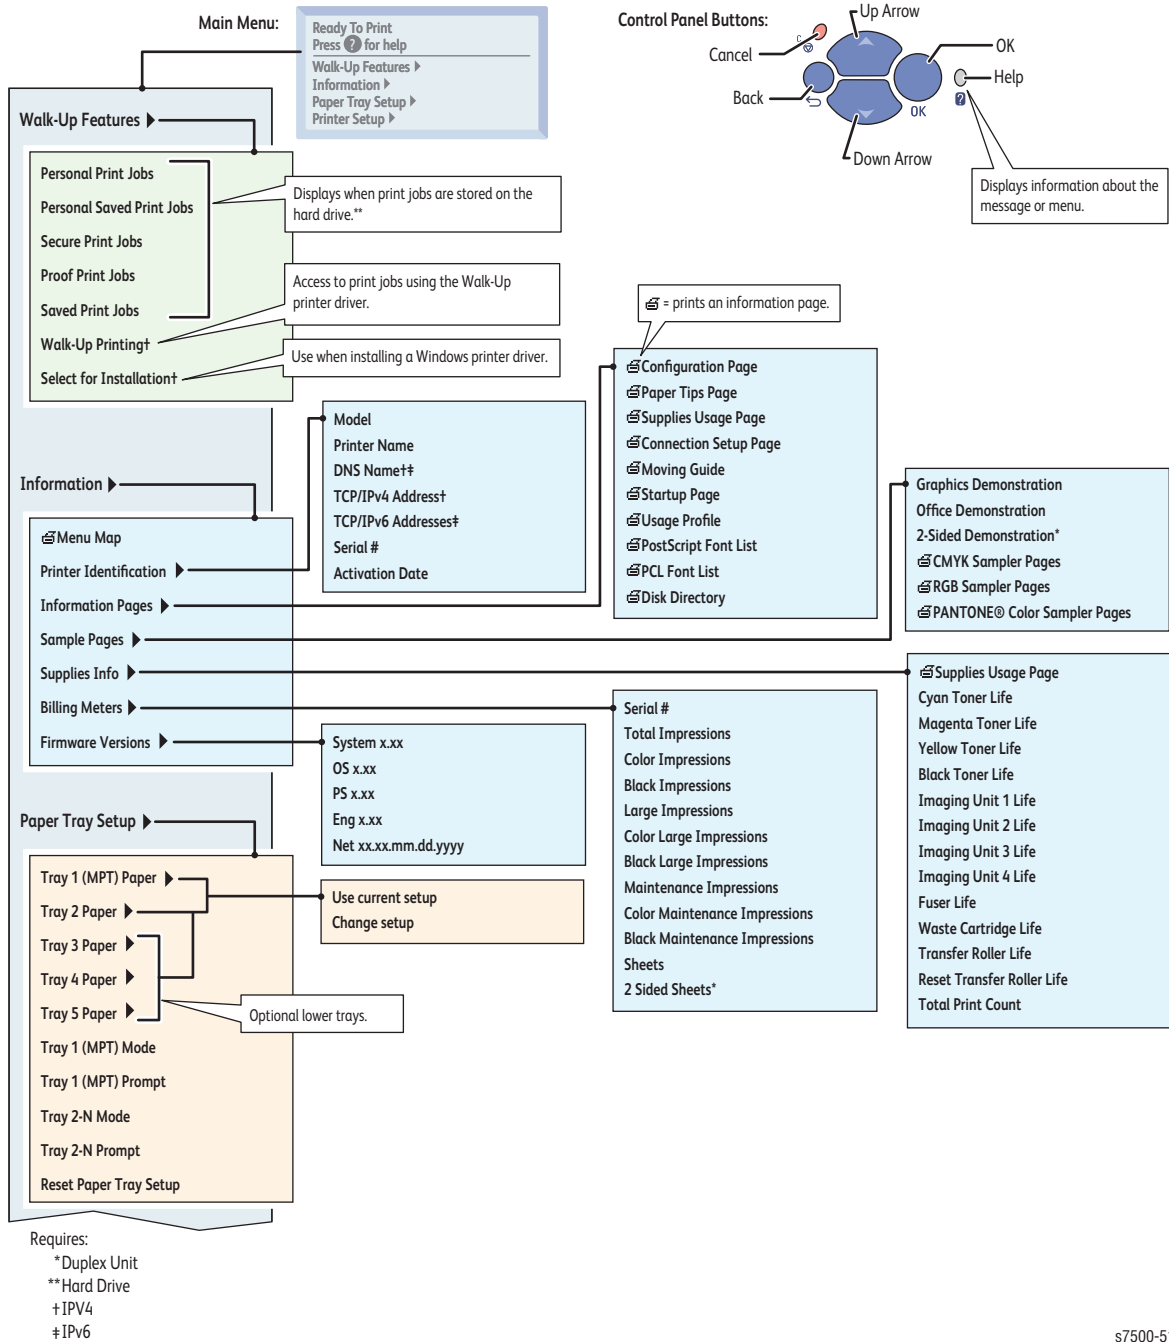 Main Menu:
Ready To Print
Press ? for help
Walk-Up Features
Information
Paper Tray Setup
Printer Setup
Control Panel Buttons:
Up Arrow
Cancel
C
OK
Help
Back
OK
?
Down Arrow
Displays information about the
message or menu.
Walk-Up Features
Personal Print Jobs
Personal Saved Print Jobs
Secure Print Jobs
Proof Print Jobs
Saved Print Jobs
Walk-Up Printing†
Select for Installation†
Displays when print jobs are stored on the
hard drive.**
Access to print jobs using the Walk-Up
printer driver.
Use when installing a Windows printer driver.
Information
Menu Map
Printer Identification
Information Pages
Sample Pages
Supplies Info
Billing Meters
Firmware Versions
Model
Printer Name
DNS Name†‡
TCP/IPv4 Address†
TCP/IPv6 Addresses‡
Serial #
Activation Date
= prints an information page.
Configuration Page
Paper Tips Page
Supplies Usage Page
Connection Setup Page
Moving Guide
Startup Page
Usage Profile
PostScript Font List
PCL Font List
Disk Directory
Graphics Demonstration
Office Demonstration
2-Sided Demonstration*
CMYK Sampler Pages
RGB Sampler Pages
PANTONE® Color Sampler Pages
Supplies Usage Page
Cyan Toner Life
Magenta Toner Life
Yellow Toner Life
Black Toner Life
Imaging Unit 1 Life
Imaging Unit 2 Life
Imaging Unit 3 Life
Imaging Unit 4 Life
Fuser Life
Waste Cartridge Life
Transfer Roller Life
Reset Transfer Roller Life
Total Print Count
Serial #
Total Impressions
Color Impressions
Black Impressions
Large Impressions
Color Large Impressions
Black Large Impressions
Maintenance Impressions
Color Maintenance Impressions
Black Maintenance Impressions
Sheets
2 Sided Sheets*
System x.xx
OS x.xx
PS x.xx
Eng x.xx
Net xx.xx.mm.dd.yyyy
Paper Tray Setup
Tray 1 (MPT) Paper
Tray 2 Paper
Tray 3 Paper
Tray 4 Paper
Tray 5 Paper
Tray 1 (MPT) Mode
Tray 1 (MPT) Prompt
Tray 2-N Mode
Tray 2-N Prompt
Reset Paper Tray Setup
Use current setup
Change setup
Optional lower trays.
Requires:
*Duplex Unit
**Hard Drive
†IPV4
‡IPv6